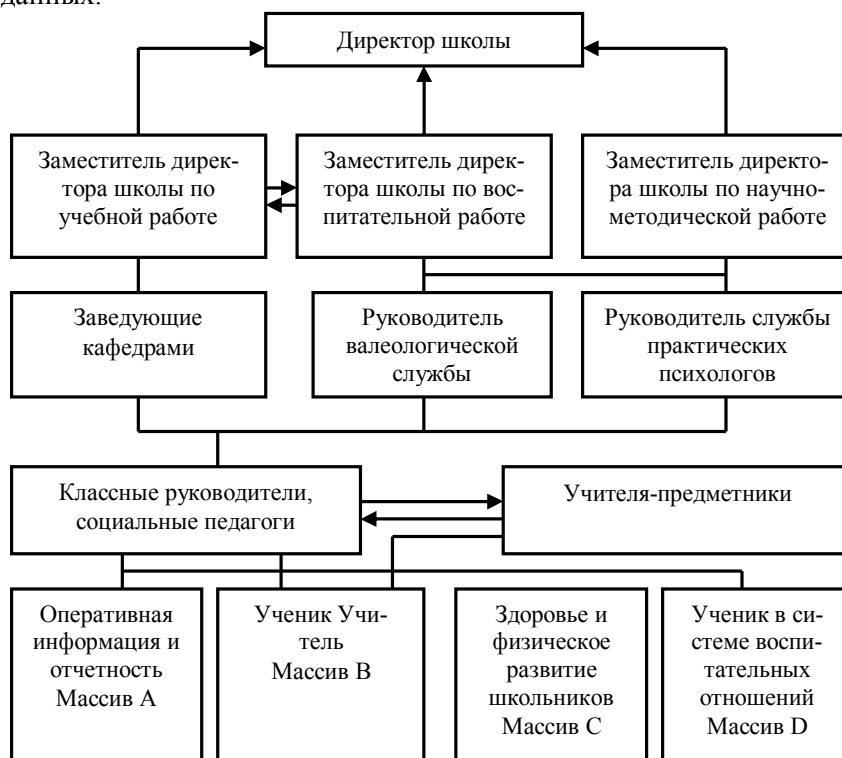 данных.
Директор школы
Заместитель дирек-
тора школы по
учебной работе
Заместитель дирек-
тора школы по вос-
питательной работе
Заместитель директо-
ра школы по научно-
методической работе
Заведующие
кафедрами
Руководитель
валеологической
службы
Руководитель службы
практических
психологов
Классные руководители,
социальные педагоги
Учителя-предметники
Оперативная
информация и
отчетность
Массив А
Ученик Учи-
тель
Массив В
Здоровье и
физическое
развитие
школьников
Массив С
Ученик в си-
стеме воспи-
тательных
отношений
Массив D